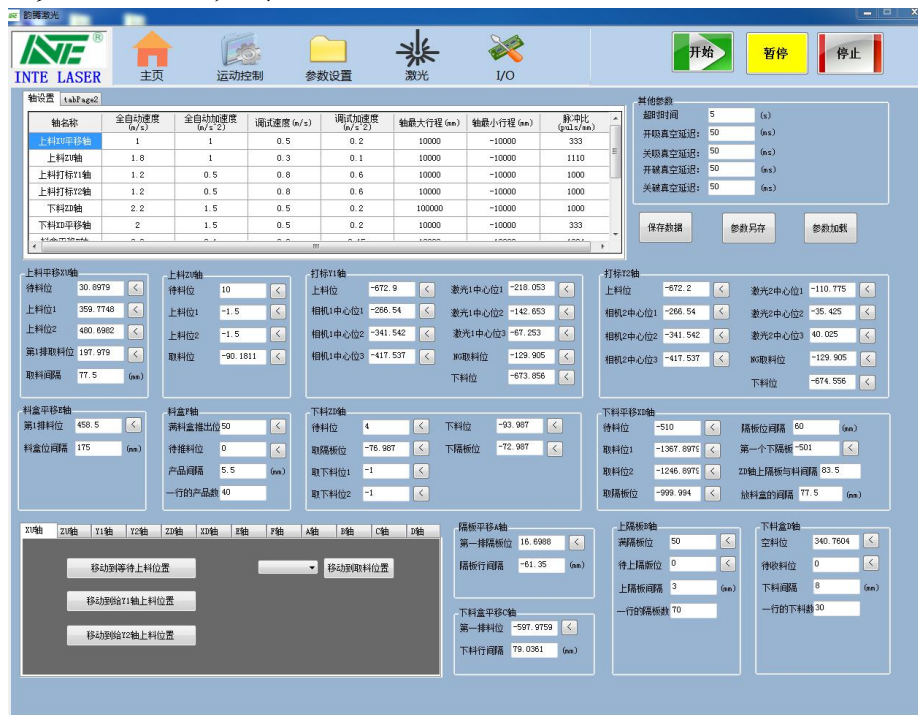 韵腾激光
INTE LASER
主页 运动控制 参数设置 激光 I/O 开始 暂停 停止
轴设置 tabPage2
轴名称 全自动速度(m/s) 全自动加速度(m/s^2) 调试速度(m/s) 调试加速度(m/s^2) 轴最大行程(mm) 轴最小行程(mm) 脉冲比(puls/mm)
上料XU平移轴 1 1 0.5 0.2 10000 -10000 333
上料ZU轴 1.8 1 0.3 0.1 10000 -10000 1110
上料打标Y1轴 1.2 0.5 0.8 0.6 10000 -10000 1000
上料打标Y2轴 1.2 0.5 0.8 0.6 10000 -10000 1000
下料ZD轴 2.2 1.5 0.5 0.2 100000 -10000 1000
下料XD平移轴 2 1.5 0.5 0.2 10000 -10000 333
其他参数
超时时间 5 (s)
开吸真空延迟: 50 (ms)
关吸真空延迟: 50 (ms)
开破真空延迟: 50 (ms)
关破真空延迟: 50 (ms)
保存数据 参数另存 参数加载
上料平移XU轴
待料位 30.8979 <
上料位1 359.7748 <
上料位2 480.6982 <
第1排取料位 197.979 <
取料间隔 77.5 (mm)
上料ZU轴
待料位 10 <
上料位1 -1.5 <
上料位2 -1.5 <
取料位 -90.1811 <
打标Y1轴
上料位 -672.9 < 激光1中心位1 -218.053 <
相机1中心位1 -266.54 < 激光1中心位2 -142.653 <
相机1中心位2 -341.542 < 激光1中心位3 -67.253 <
相机1中心位3 -417.537 < NG取料位 -129.905 <
下料位 -673.856 <
打标Y2轴
上料位 -672.2 < 激光2中心位1 -110.775 <
相机2中心位1 -266.54 < 激光2中心位2 -35.425 <
相机2中心位2 -341.542 < 激光2中心位3 40.025 <
相机2中心位3 -417.537 < NG取料位 -129.905 <
下料位 -674.556 <
料盒平移E轴
第1排料位 458.5 <
料盒位间隔 175 (mm)
料盒F轴
满料盒推出位 50 <
待推料位 0 <
产品间隔 5.5 (mm)
一行的产品数 40
下料ZD轴
待料位 4 < 下料位 -93.987 <
取隔板位 -76.987 < 下隔板位 -72.987 <
取下料位1 -1 <
取下料位2 -1 <
下料平移XD轴
待料位 -510 < 隔板位间隔 60 (mm)
取料位1 -1367.8979 < 第一个下隔板 -501 <
取料位2 -1246.8979 < ZD轴上隔板与料间隔 83.5
取隔板位 -999.994 < 放料盒的间隔 77.5 (mm)
XU轴 ZU轴 Y1轴 Y2轴 ZD轴 XD轴 E轴 F轴 A轴 B轴 C轴 D轴
移动到等待上料位置 移动到取料位置
移动到给Y1轴上料位置
移动到给Y2轴上料位置
隔板平移A轴
第一排隔板位 16.6988 <
隔板行间隔 -61.35 (mm)
下料盒平移C轴
第一排料位 -597.9759 <
下料行间隔 79.0361 (mm)
上隔板B轴
满隔板位 50 <
待上隔版位 0 <
上隔板间隔 3 (mm)
一行的隔板数 70
下料盒D轴
空料位 340.7604 <
待收料位 0 <
下料间隔 8 (mm)
一行的下料数 30